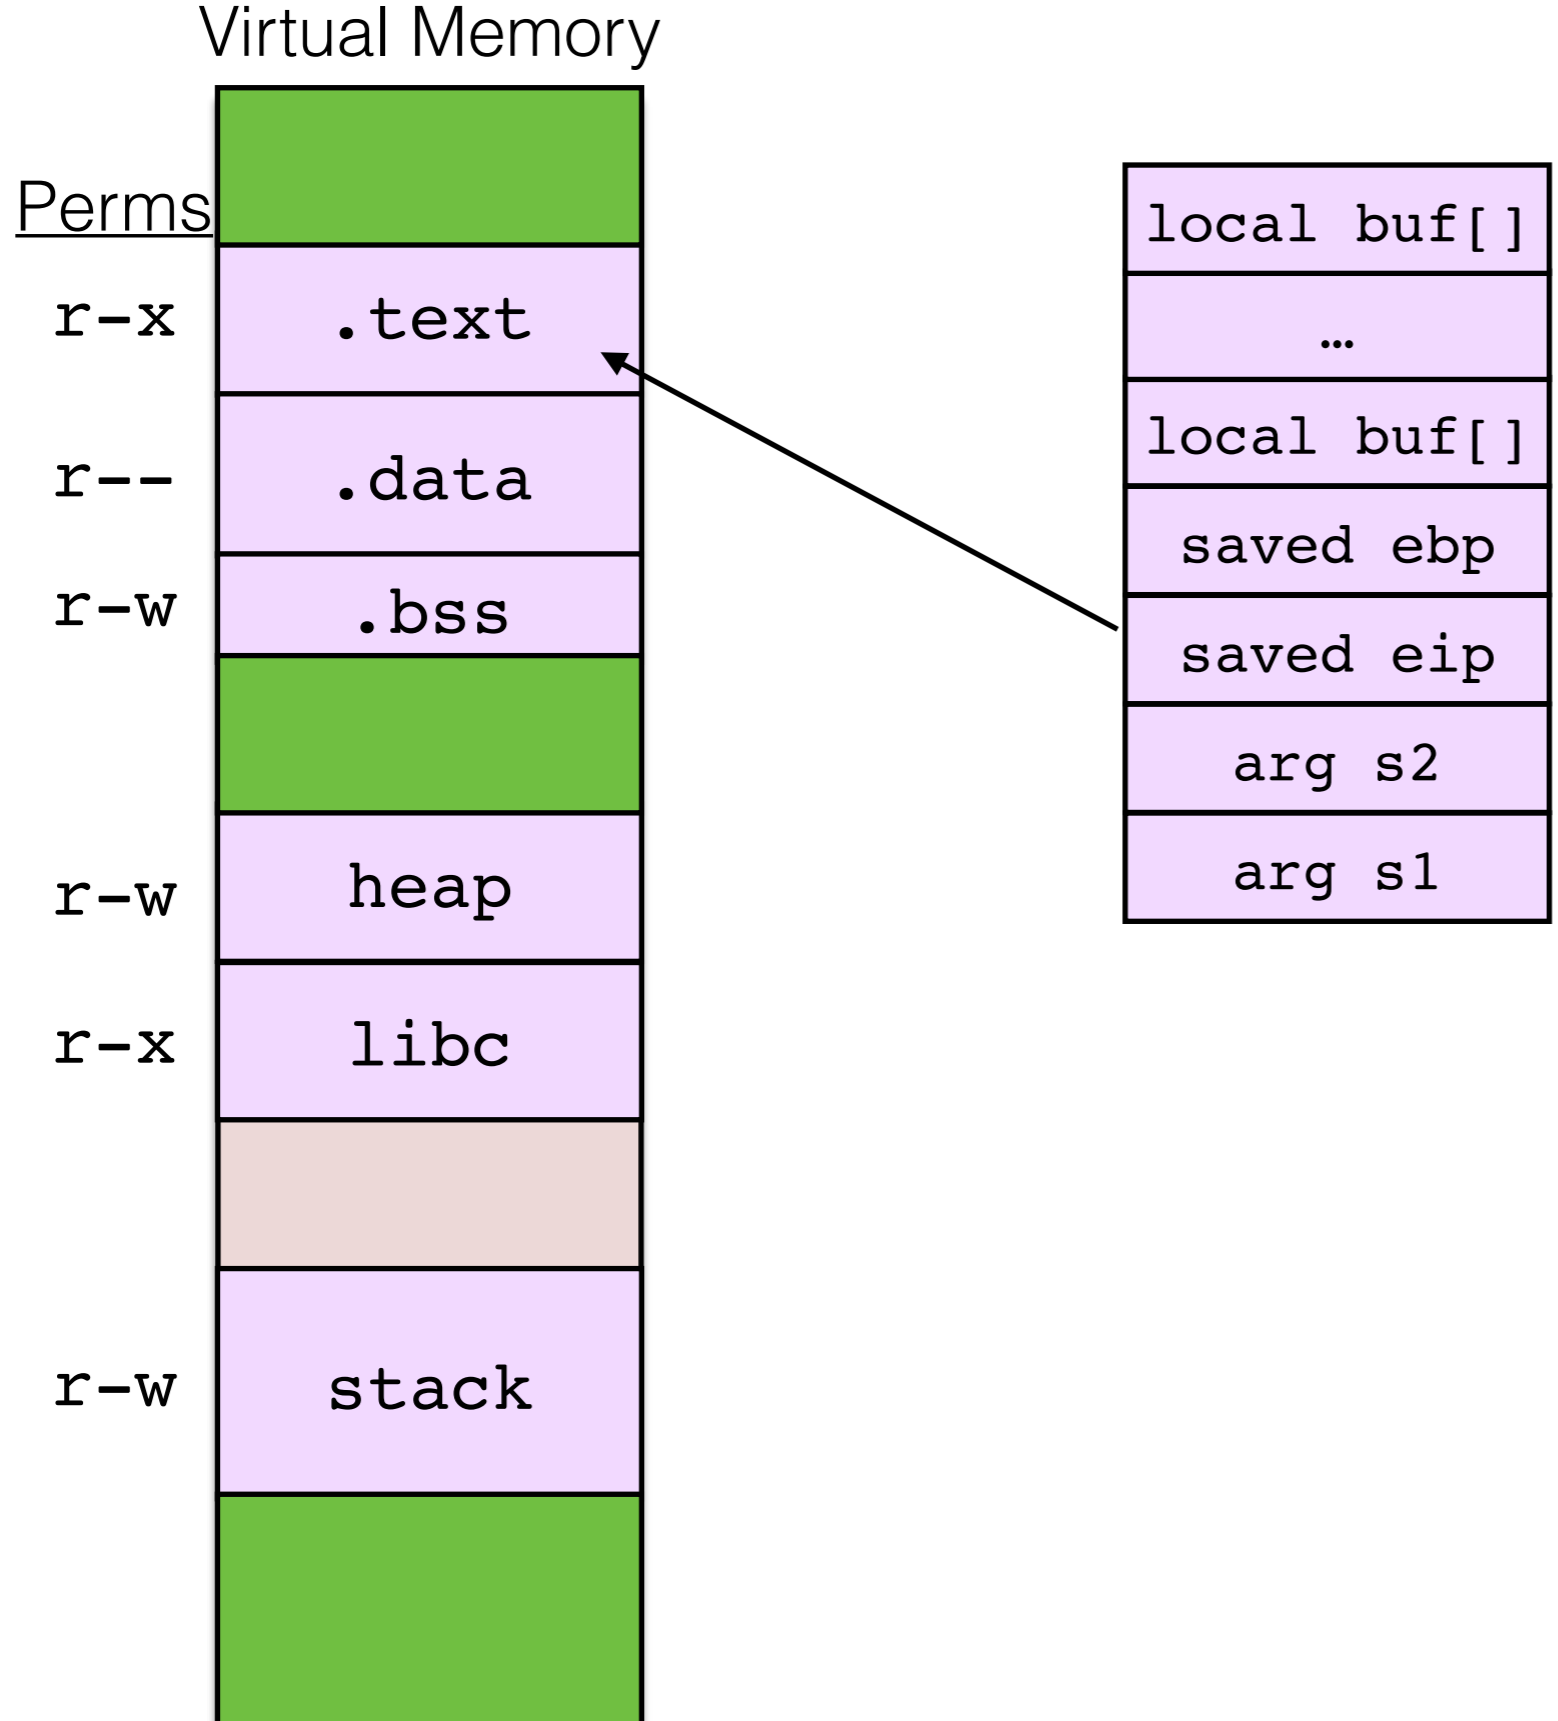 Virtual Memory
Perms
r-x
.text
r--
.data
r-w
.bss
r-w
heap
r-x
libc
r-w
stack
local buf[]
…
local buf[]
saved ebp
saved eip
arg s2
arg s1